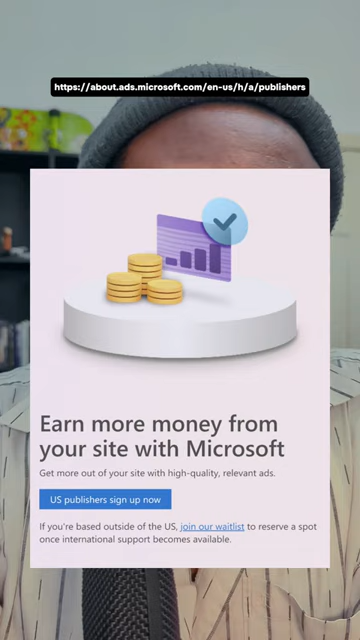 https://about.ads.microsoft.com/en-us/h/a/publishers
Earn more money from
your site with Microsoft
Get more out of your site with high-quality, relevant ads.
US publishers sign up now
If you're based outside of the US, join our waitlist to reserve a spot
once international support becomes available.